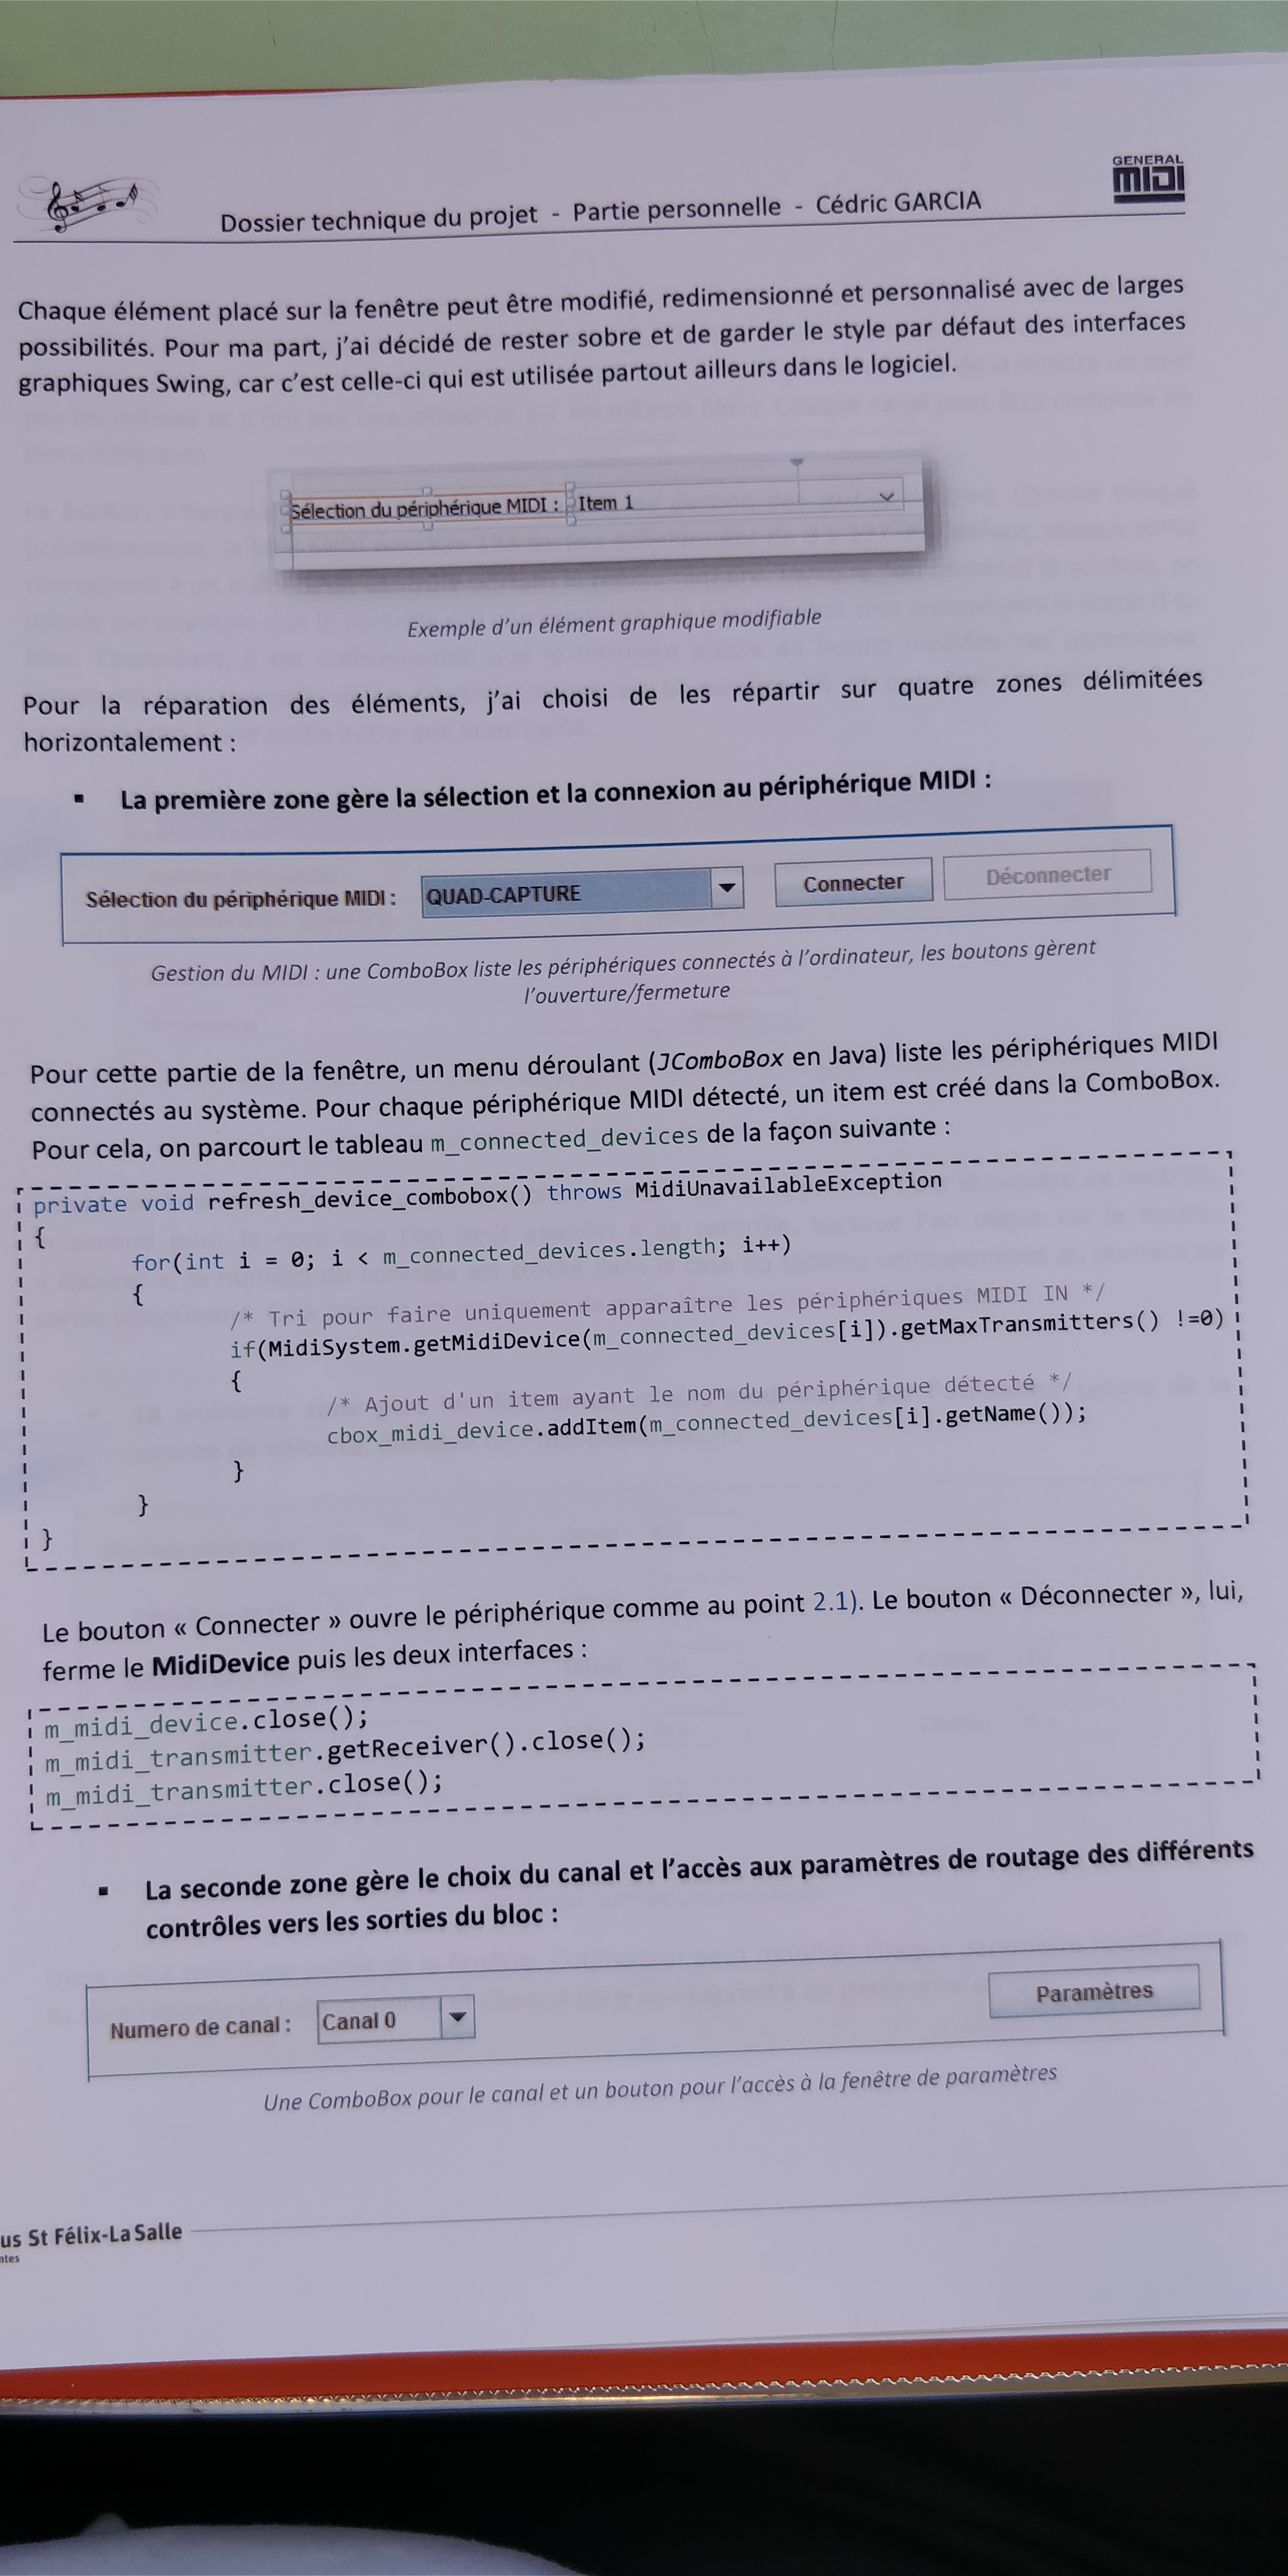 GENERAL
MIDI
Dossier technique du projet - Partie personnelle - Cédric GARCIA
Chaque élément placé sur la fenêtre peut être modifié, redimensionné et personnalisé avec de larges
possibilités. Pour ma part, j'ai décidé de rester sobre et de garder le style par défaut des interfaces
graphiques Swing, car c'est celle-ci qui est utilisée partout ailleurs dans le logiciel.
Sélection du périphérique MIDI : Item 1
Exemple d'un élément graphique modifiable
Pour la réparation des éléments, j'ai choisi de les répartir sur quatre zones délimitées
horizontalement :
▪ La première zone gère la sélection et la connexion au périphérique MIDI :
Sélection du périphérique MIDI : QUAD-CAPTURE Connecter Déconnecter
Gestion du MIDI : une ComboBox liste les périphériques connectés à l'ordinateur, les boutons gèrent
l'ouverture/fermeture
Pour cette partie de la fenêtre, un menu déroulant (JComboBox en Java) liste les périphériques MIDI
connectés au système. Pour chaque périphérique MIDI détecté, un item est créé dans la ComboBox.
Pour cela, on parcourt le tableau m_connected_devices de la façon suivante :
private void refresh_device_combobox() throws MidiUnavailableException
{
for(int i = 0; i < m_connected_devices.length; i++)
{
/* Tri pour faire uniquement apparaître les périphériques MIDI IN */
if(MidiSystem.getMidiDevice(m_connected_devices[i]).getMaxTransmitters() !=0)
{
/* Ajout d'un item ayant le nom du périphérique détecté */
cbox_midi_device.addItem(m_connected_devices[i].getName());
}
}
}
Le bouton « Connecter » ouvre le périphérique comme au point 2.1). Le bouton « Déconnecter », lui,
ferme le MidiDevice puis les deux interfaces :
m_midi_device.close();
m_midi_transmitter.getReceiver().close();
m_midi_transmitter.close();
▪ La seconde zone gère le choix du canal et l'accès aux paramètres de routage des différents
contrôles vers les sorties du bloc :
Numero de canal : Canal 0 Paramètres
Une ComboBox pour le canal et un bouton pour l'accès à la fenêtre de paramètres
us St Félix-La Salle
ntes